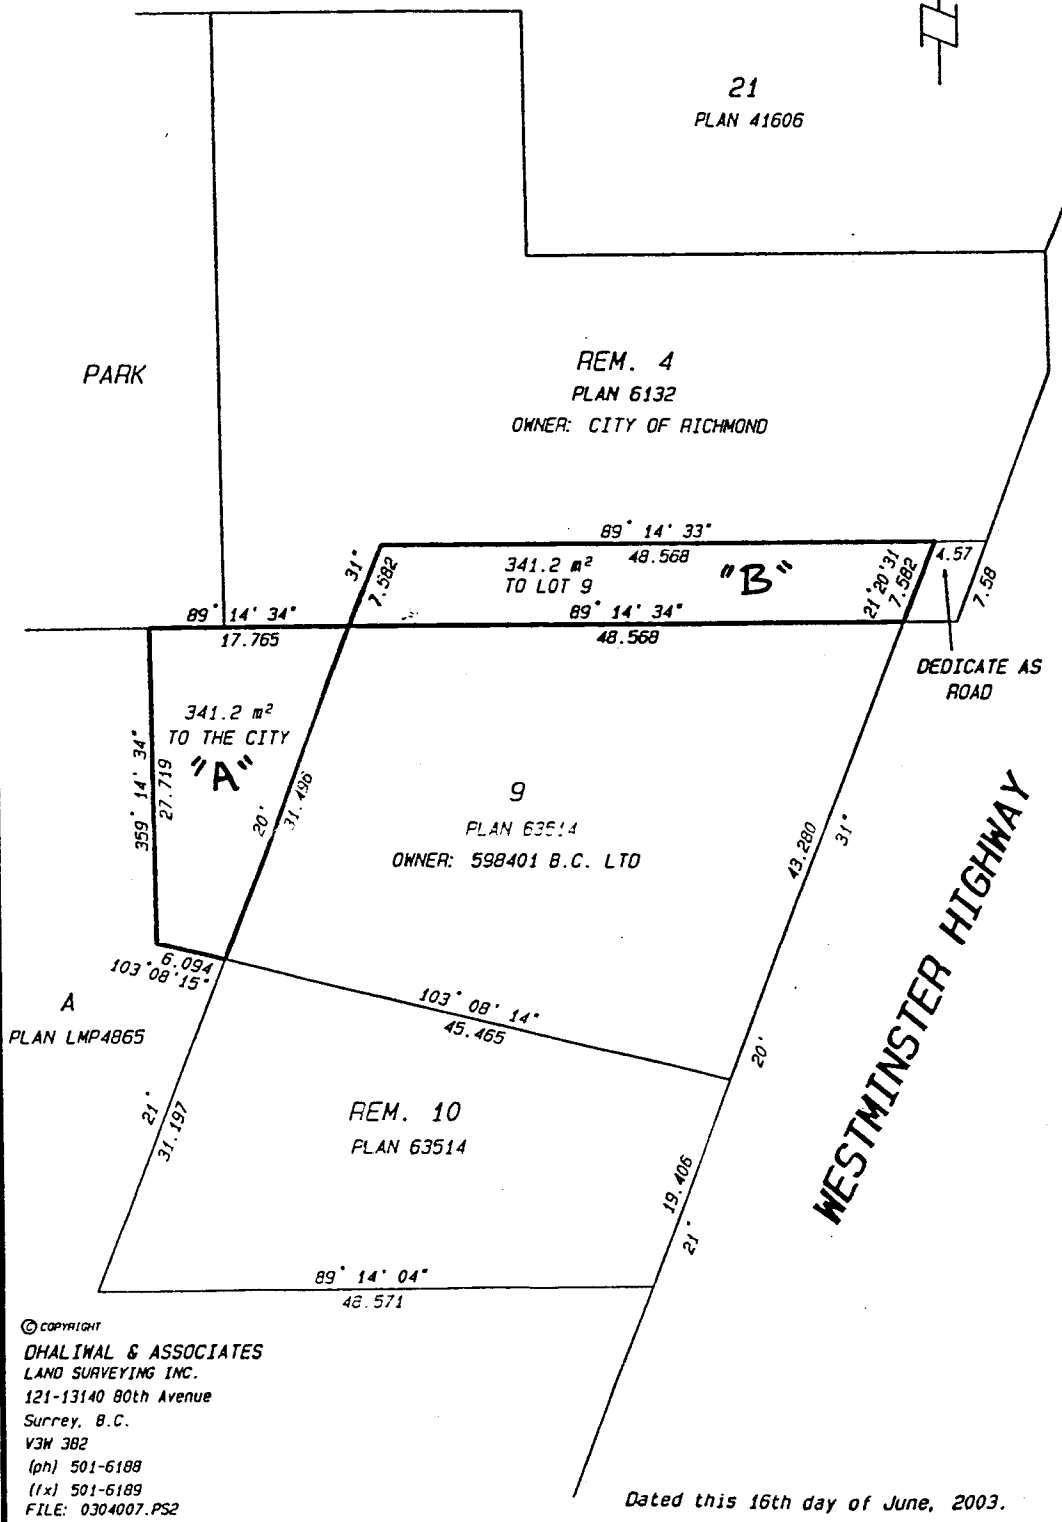 21
PLAN 41606
PARK
REM. 4
PLAN 6132
OWNER: CITY OF RICHMOND
89° 14' 33"
48.568
31"
7.582
341.2 m²
TO LOT 9
"B"
21°20'31
7.582
4.57
7.58
89° 14' 34"
17.765
89° 14' 34"
48.568
DEDICATE AS
ROAD
341.2 m²
TO THE CITY
"A"
359° 14' 34"
27.719
20'
31.496
9
PLAN 63514
OWNER: 598401 B.C. LTD
43.280
31"
WESTMINSTER HIGHWAY
6.094
103°08'15"
A
PLAN LMP4865
103° 08' 14"
45.465
20'
21°
31.197
REM. 10
PLAN 63514
19.406
21°
89° 14' 04"
48.571
© COPYRIGHT
DHALIWAL & ASSOCIATES
LAND SURVEYING INC.
121-13140 80th Avenue
Surrey, B.C.
V3W 3B2
(ph) 501-6188
(fx) 501-6189
FILE: 0304007.PS2
Dated this 16th day of June, 2003.